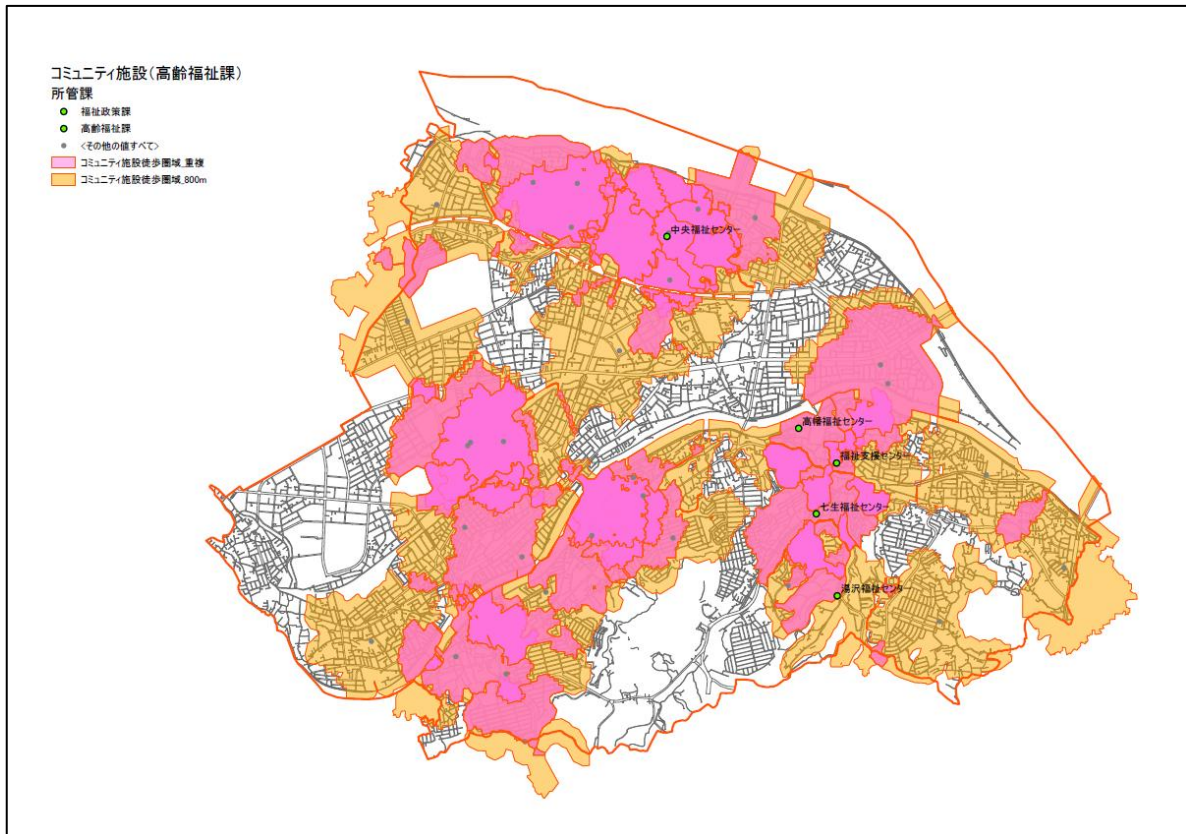 コミュニティ施設(高齢福祉課)
所管課
福祉政策課
高齢福祉課
<その他の値すべて>
コミュニティ施設徒歩圏域_重複
コミュニティ施設徒歩圏域_800m
中央福祉センター
高幡福祉センター
福祉支援センター
七生福祉センター
湯沢福祉センター